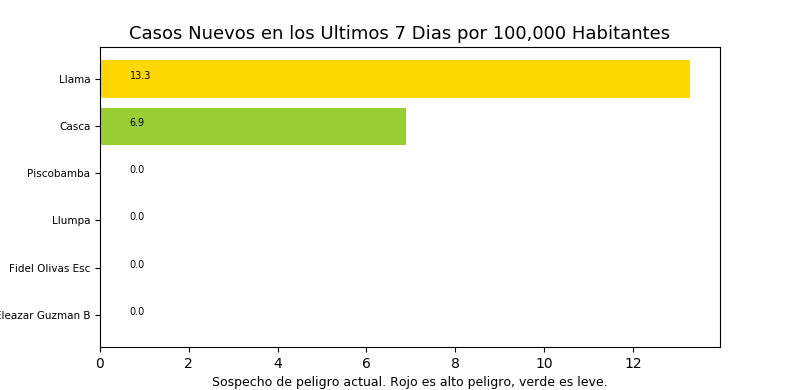 Casos Nuevos en los Ultimos 7 Dias por 100,000 Habitantes
Llama 13.3
Casca 6.9
Piscobamba 0.0
Llumpa 0.0
Fidel Olivas Esc 0.0
Eleazar Guzman B 0.0
0 2 4 6 8 10 12
Sospecho de peligro actual. Rojo es alto peligro, verde es leve.